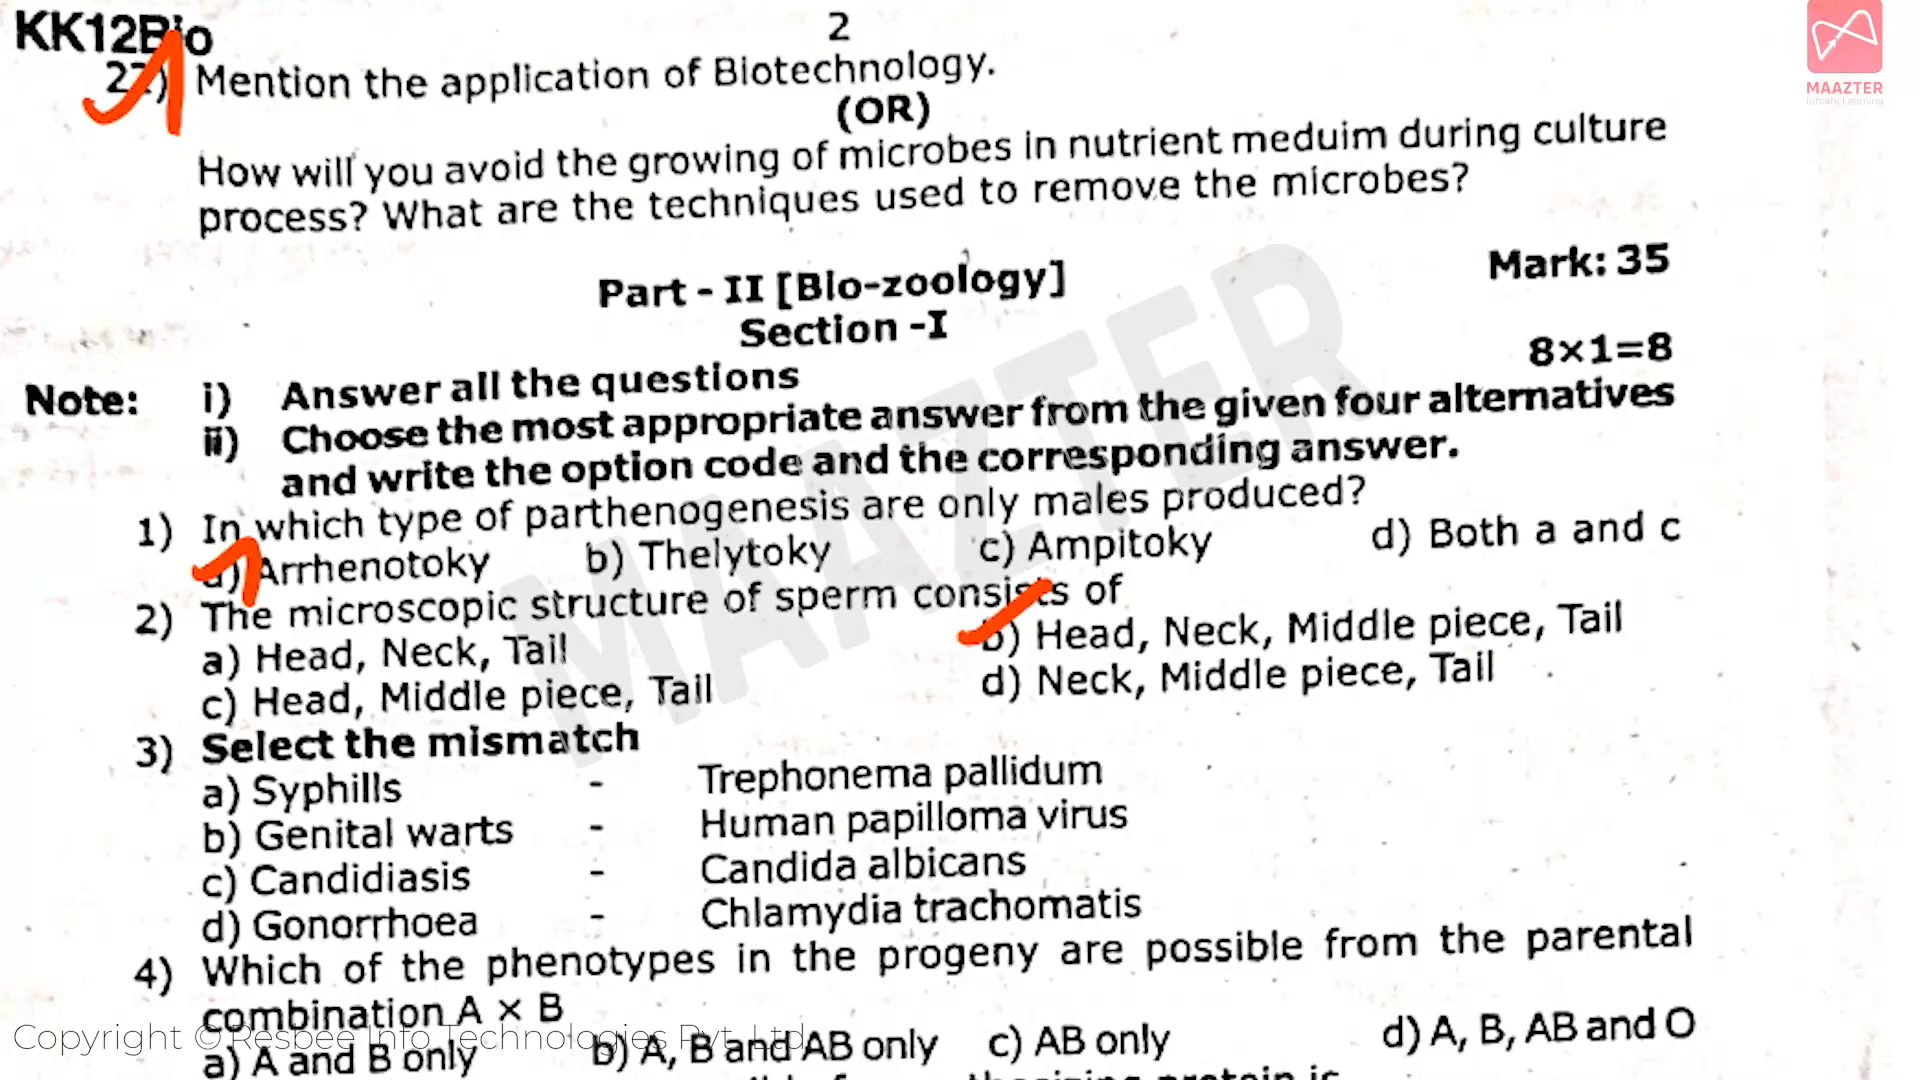 KK12Bio
2
MAAZTER
Infinite Learning
Mention the application of Biotechnology.
(OR)
How will you avoid the growing of microbes in nutrient meduim during culture
process? What are the techniques used to remove the microbes?
Part - II [Bio-zoology]
Mark: 35
Section -I
8×1=8
Note: i) Answer all the questions
ii) Choose the most appropriate answer from the given four alternatives
and write the option code and the corresponding answer.
1) In which type of parthenogenesis are only males produced?
a) Arrhenotoky b) Thelytoky c) Ampitoky d) Both a and c
2) The microscopic structure of sperm consists of
a) Head, Neck, Tail b) Head, Neck, Middle piece, Tail
c) Head, Middle piece, Tail d) Neck, Middle piece, Tail
3) Select the mismatch
a) Syphills - Trephonema pallidum
b) Genital warts - Human papilloma virus
c) Candidiasis - Candida albicans
d) Gonorrhoea - Chlamydia trachomatis
4) Which of the phenotypes in the progeny are possible from the parental
combination A × B
a) A and B only b) A, B and AB only c) AB only d) A, B, AB and O
MAAZTER
Copyright © Resbee Info Technologies Pvt. Ltd.